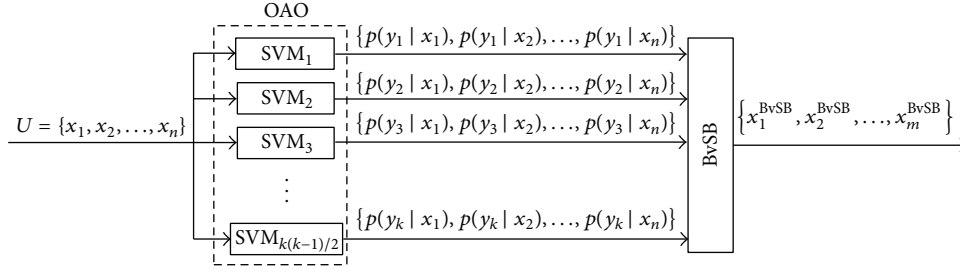 OAO
SVM₁ {p(y₁ | x₁), p(y₁ | x₂), ..., p(y₁ | xₙ)}
SVM₂ {p(y₂ | x₁), p(y₂ | x₂), ..., p(y₂ | xₙ)}
U = {x₁, x₂, ..., xₙ}
SVM₃ {p(y₃ | x₁), p(y₃ | x₂), ..., p(y₃ | xₙ)}
⋮
SVM_{k(k−1)/2} {p(yₖ | x₁), p(yₖ | x₂), ..., p(yₖ | xₙ)}
BvSB
{x₁^{BvSB}, x₂^{BvSB}, ..., xₘ^{BvSB}}